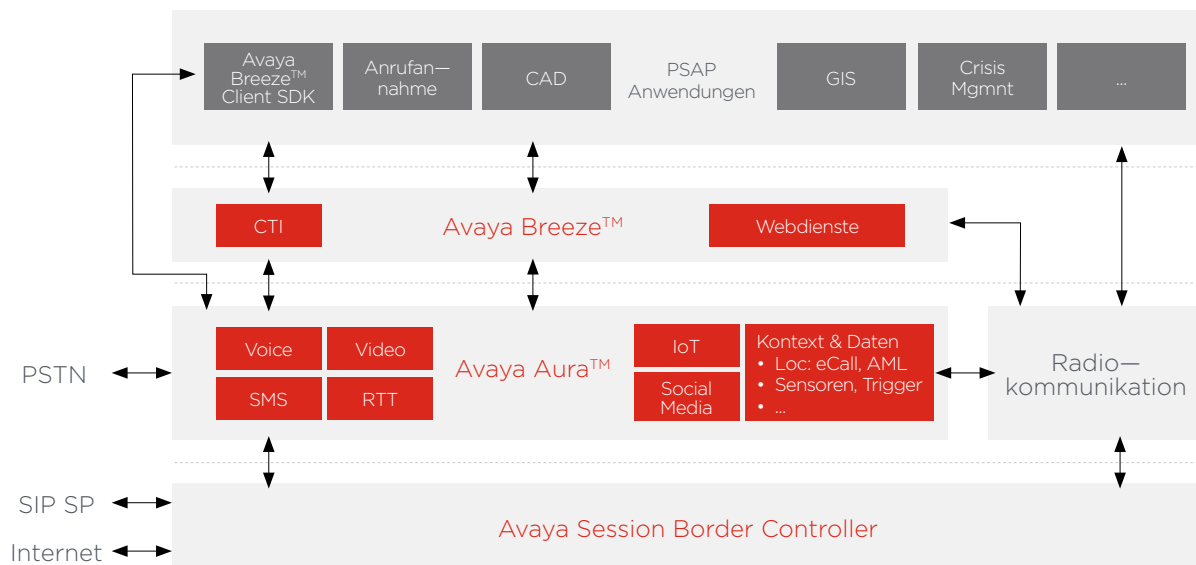 Avaya
Breeze™
Client SDK
Anrufan—
nahme
CAD
PSAP
Anwendungen
GIS
Crisis
Mgmnt
...
CTI
Avaya Breeze™
Webdienste
PSTN
Voice
Video
SMS
RTT
Avaya Aura™
IoT
Social
Media
Kontext & Daten
• Loc: eCall, AML
• Sensoren, Trigger
• ...
Radio—
kommunikation
SIP SP
Internet
Avaya Session Border Controller